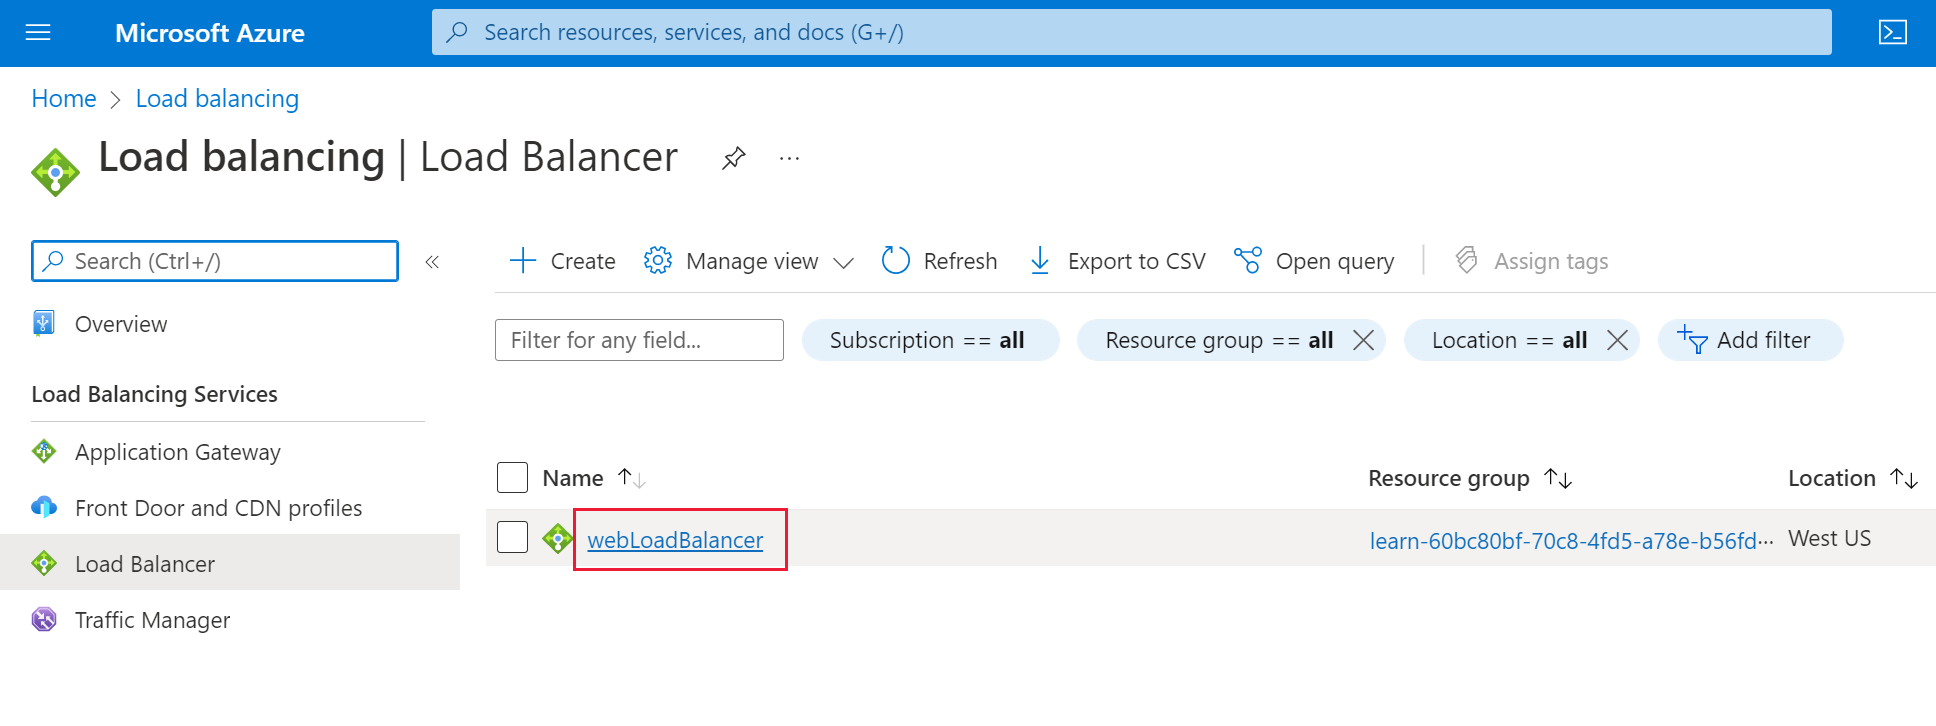 Microsoft Azure
Search resources, services, and docs (G+/)
Home > Load balancing
Load balancing | Load Balancer
Search (Ctrl+/)
«
Create
Manage view
Refresh
Export to CSV
Open query
Assign tags
Overview
Filter for any field...
Subscription == all
Resource group == all
Location == all
Add filter
Load Balancing Services
Application Gateway
Front Door and CDN profiles
Load Balancer
Traffic Manager
Name
Resource group
Location
webLoadBalancer
learn-60bc80bf-70c8-4fd5-a78e-b56fd···
West US